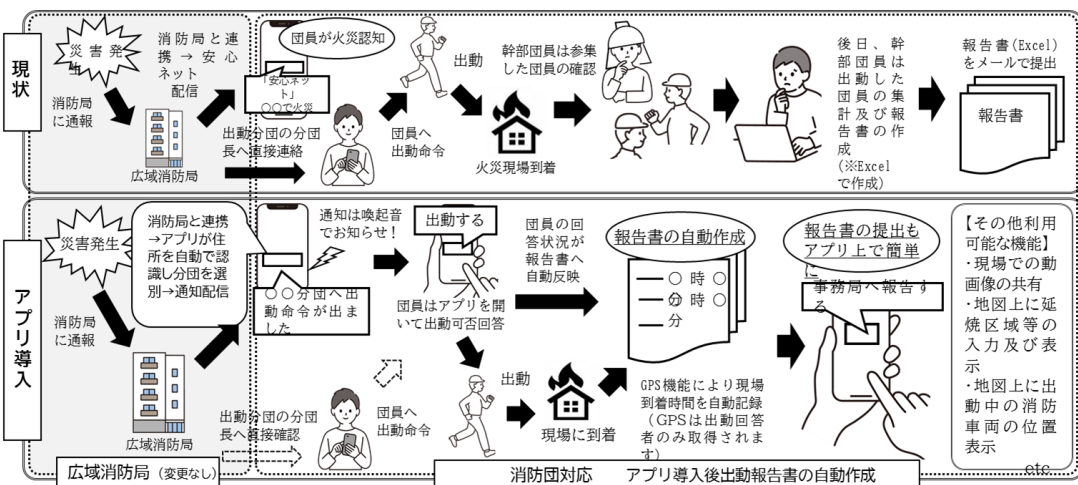 現状
災害発
生
消防局
に通報
消防局と連
携→安心
ネット
配信
広域消防局
団員が火災認知
「安心ネッ
ト」
○○で火災
出動分団の分団
長へ直接連絡
団員へ
出動命令
出動
火災現場到着
幹部団員は参集
した団員の確認
後日、幹
部団員は
出動した
団員の集
計及び報
告書の作
成
(※Excel
で作成)
報告書(Excel)
をメールで提出
報告書
アプリ導入
災害発生
消防局
に通報
消防局と連携
→アプリが住
所を自動で認
識し分団を選
別→通知配信
広域消防局
通知は喚起音
でお知らせ！
○○分団へ出
動命令が出ま
した
出動分団の分団
長へ直接確認
団員へ
出動命令
出動する
団員はアプリを開
いて出動可否回答
団員の回
答状況が
報告書へ
自動反映
出動
現場に到着
報告書の自動作成
○時○
分
○時○
分
GPS機能により現場
到着時間を自動記録
（GPSは出動回答
者のみ取得されま
す）
報告書の提出も
アプリ上で簡単
に
事務局へ報告す
る
【その他利用
可能な機能】
・現場での動
画像の共有
・地図上に延
焼区域等の
入力及び表
示
・地図上に出
動中の消防
車両の位置
表示
etc
広域消防局（変更なし）
消防団対応　アプリ導入後出動報告書の自動作成